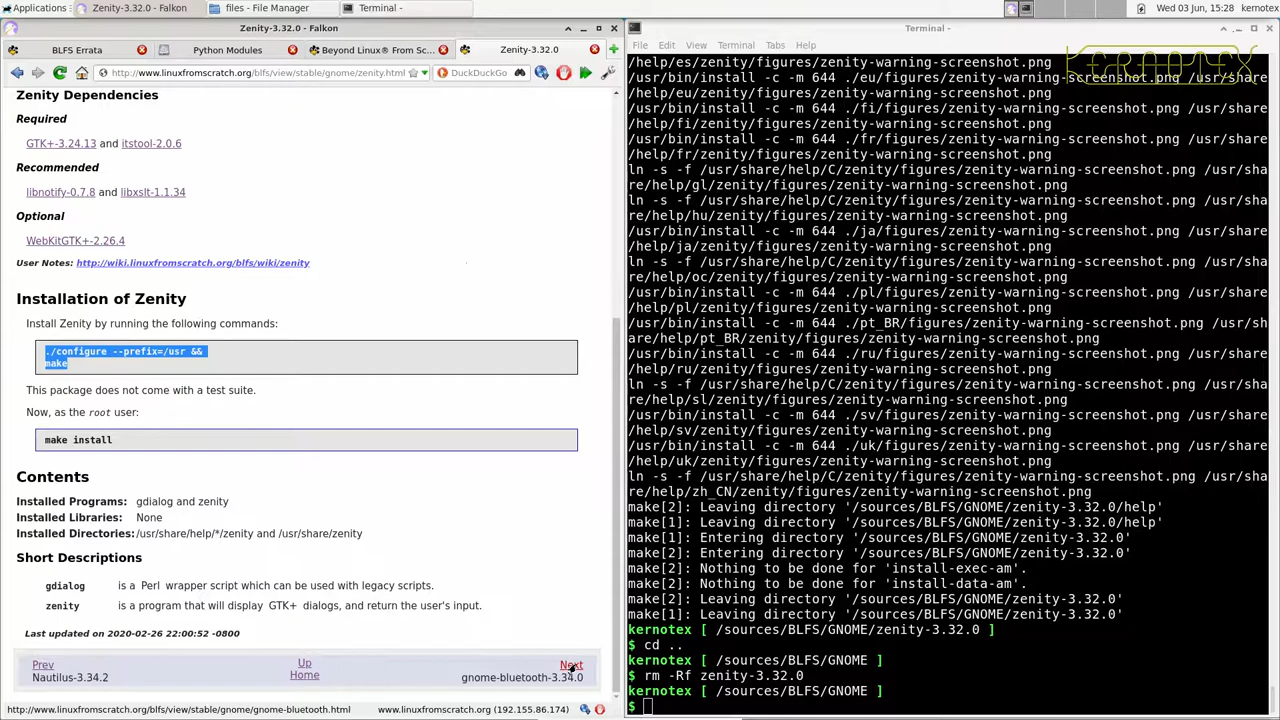 Applications
Zenity-3.32.0 - Falkon
files - File Manager
Terminal -
Wed 03 Jun, 15:28
kernotex
Zenity-3.32.0 - Falkon
BLFS Errata
Python Modules
Beyond Linux® From Sc...
Zenity-3.32.0
http://www.linuxfromscratch.org/blfs/view/stable/gnome/zenity.html
DuckDuckGo
Zenity Dependencies
Required
GTK+-3.24.13 and itstool-2.0.6
Recommended
libnotify-0.7.8 and libxslt-1.1.34
Optional
WebKitGTK+-2.26.4
User Notes: http://wiki.linuxfromscratch.org/blfs/wiki/zenity
Installation of Zenity
Install Zenity by running the following commands:
./configure --prefix=/usr &&
make
This package does not come with a test suite.
Now, as the root user:
make install
Contents
Installed Programs: gdialog and zenity
Installed Libraries: None
Installed Directories: /usr/share/help/*/zenity and /usr/share/zenity
Short Descriptions
gdialog is a Perl wrapper script which can be used with legacy scripts.
zenity is a program that will display GTK+ dialogs, and return the user's input.
Last updated on 2020-02-26 22:00:52 -0800
Prev
Nautilus-3.34.2
Up
Home
Next
gnome-bluetooth-3.34.0
http://www.linuxfromscratch.org/blfs/view/stable/gnome/gnome-bluetooth.html
www.linuxfromscratch.org (192.155.86.174)
Terminal -
File Edit View Terminal Tabs Help
KERNOTEX
/help/es/zenity/figures/zenity-warning-screenshot.png
/usr/bin/install -c -m 644 ./eu/figures/zenity-warning-screenshot.png /usr/share
/help/eu/zenity/figures/zenity-warning-screenshot.png
/usr/bin/install -c -m 644 ./fi/figures/zenity-warning-screenshot.png /usr/share
/help/fi/zenity/figures/zenity-warning-screenshot.png
/usr/bin/install -c -m 644 ./fr/figures/zenity-warning-screenshot.png /usr/share
/help/fr/zenity/figures/zenity-warning-screenshot.png
ln -s -f /usr/share/help/C/zenity/figures/zenity-warning-screenshot.png /usr/sha
re/help/gl/zenity/figures/zenity-warning-screenshot.png
ln -s -f /usr/share/help/C/zenity/figures/zenity-warning-screenshot.png /usr/sha
re/help/hu/zenity/figures/zenity-warning-screenshot.png
/usr/bin/install -c -m 644 ./ja/figures/zenity-warning-screenshot.png /usr/share
/help/ja/zenity/figures/zenity-warning-screenshot.png
ln -s -f /usr/share/help/C/zenity/figures/zenity-warning-screenshot.png /usr/sha
re/help/oc/zenity/figures/zenity-warning-screenshot.png
/usr/bin/install -c -m 644 ./pl/figures/zenity-warning-screenshot.png /usr/share
/help/pl/zenity/figures/zenity-warning-screenshot.png
/usr/bin/install -c -m 644 ./pt_BR/figures/zenity-warning-screenshot.png /usr/sh
are/help/pt_BR/zenity/figures/zenity-warning-screenshot.png
/usr/bin/install -c -m 644 ./ru/figures/zenity-warning-screenshot.png /usr/share
/help/ru/zenity/figures/zenity-warning-screenshot.png
ln -s -f /usr/share/help/C/zenity/figures/zenity-warning-screenshot.png /usr/sha
re/help/sl/zenity/figures/zenity-warning-screenshot.png
/usr/bin/install -c -m 644 ./sv/figures/zenity-warning-screenshot.png /usr/share
/help/sv/zenity/figures/zenity-warning-screenshot.png
/usr/bin/install -c -m 644 ./uk/figures/zenity-warning-screenshot.png /usr/share
/help/uk/zenity/figures/zenity-warning-screenshot.png
ln -s -f /usr/share/help/C/zenity/figures/zenity-warning-screenshot.png /usr/sha
re/help/zh_CN/zenity/figures/zenity-warning-screenshot.png
make[2]: Leaving directory '/sources/BLFS/GNOME/zenity-3.32.0/help'
make[1]: Leaving directory '/sources/BLFS/GNOME/zenity-3.32.0/help'
make[1]: Entering directory '/sources/BLFS/GNOME/zenity-3.32.0'
make[2]: Entering directory '/sources/BLFS/GNOME/zenity-3.32.0'
make[2]: Nothing to be done for 'install-exec-am'.
make[2]: Nothing to be done for 'install-data-am'.
make[2]: Leaving directory '/sources/BLFS/GNOME/zenity-3.32.0'
make[1]: Leaving directory '/sources/BLFS/GNOME/zenity-3.32.0'
kernotex [ /sources/BLFS/GNOME/zenity-3.32.0 ]
$ cd ..
kernotex [ /sources/BLFS/GNOME ]
$ rm -Rf zenity-3.32.0
kernotex [ /sources/BLFS/GNOME ]
$